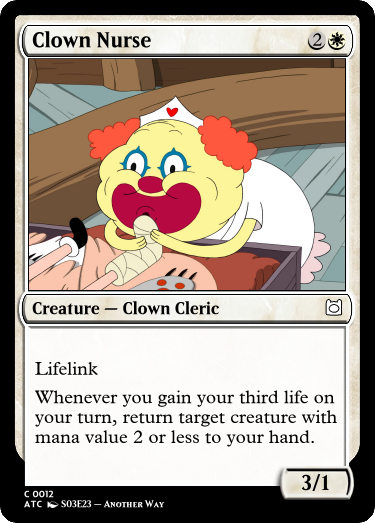 Clown Nurse 2
Creature — Clown Cleric
Lifelink
Whenever you gain your third life on
your turn, return target creature with
mana value 2 or less to your hand.
3/1
C 0012
ATC S03E23 – Another Way